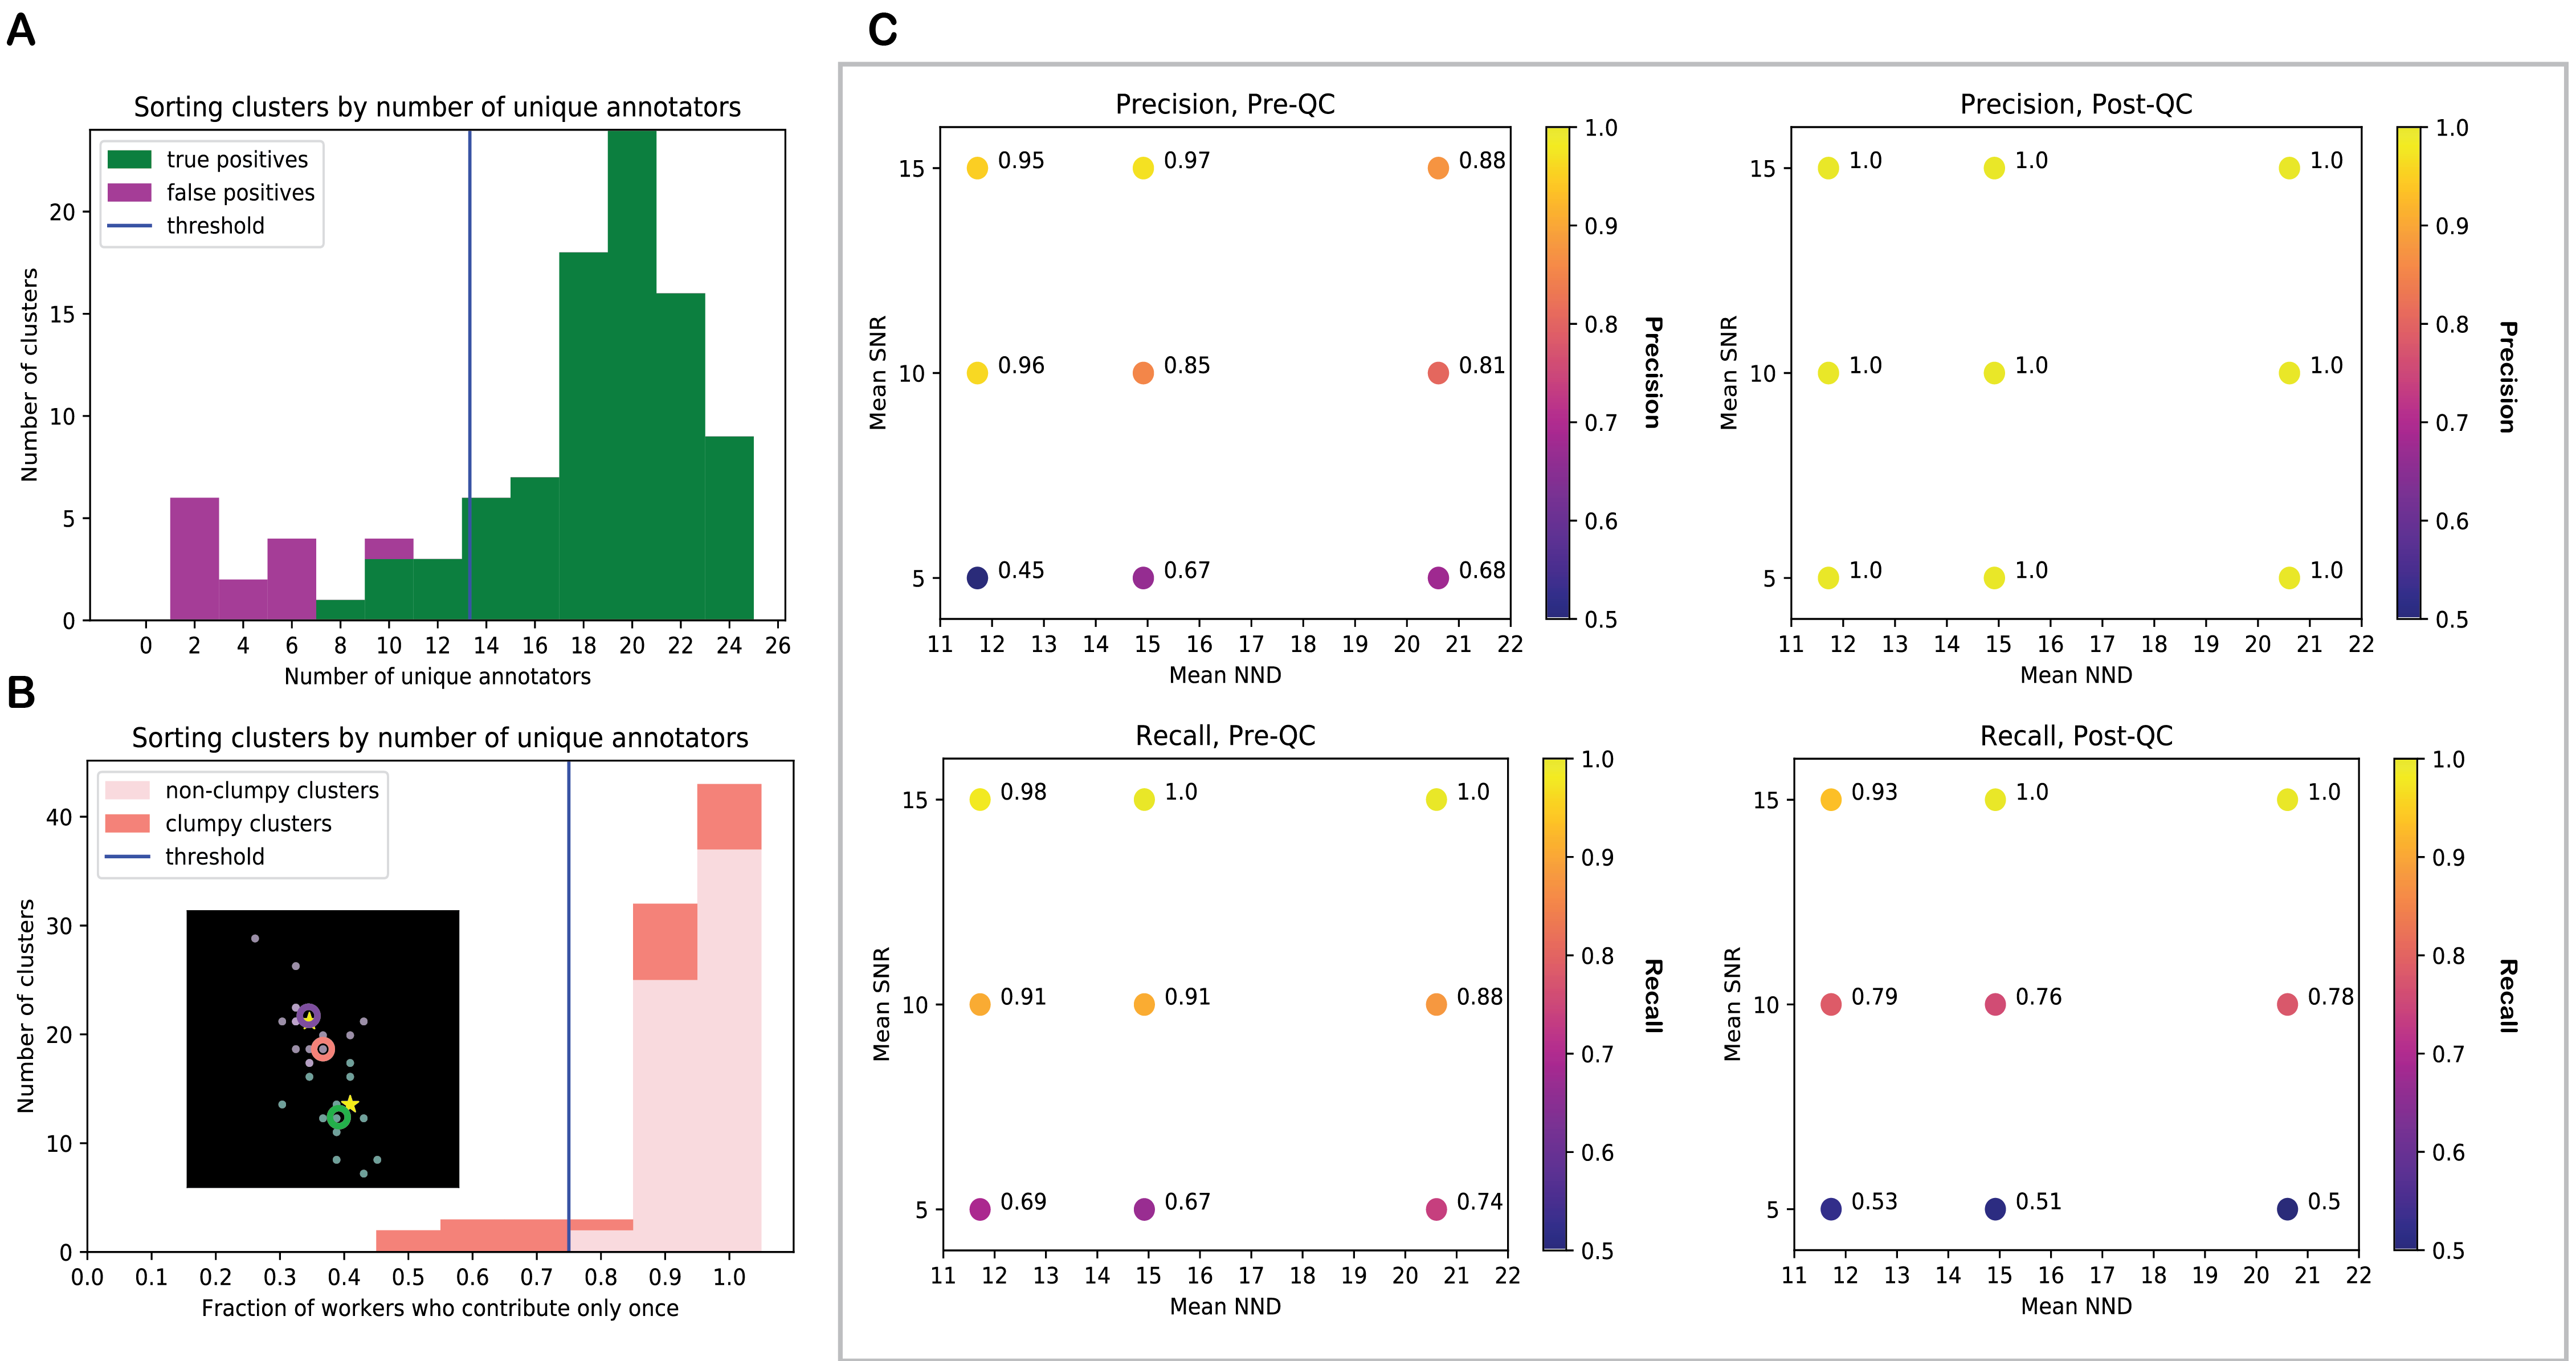 A
Sorting clusters by number of unique annotators
true positives
false positives
threshold
Number of clusters
20
15
10
5
0
0 2 4 6 8 10 12 14 16 18 20 22 24 26
Number of unique annotators
B
Sorting clusters by number of unique annotators
non-clumpy clusters
clumpy clusters
threshold
Number of clusters
40
30
20
10
0
0.0 0.1 0.2 0.3 0.4 0.5 0.6 0.7 0.8 0.9 1.0
Fraction of workers who contribute only once
C
Precision, Pre-QC
Mean SNR
15
10
5
0.95 0.97 0.88
0.96 0.85 0.81
0.45 0.67 0.68
11 12 13 14 15 16 17 18 19 20 21 22
Mean NND
1.0
0.9
0.8
0.7
0.6
0.5
Precision
Precision, Post-QC
Mean SNR
15
10
5
1.0 1.0 1.0
1.0 1.0 1.0
1.0 1.0 1.0
11 12 13 14 15 16 17 18 19 20 21 22
Mean NND
1.0
0.9
0.8
0.7
0.6
0.5
Precision
Recall, Pre-QC
Mean SNR
15
10
5
0.98 1.0 1.0
0.91 0.91 0.88
0.69 0.67 0.74
11 12 13 14 15 16 17 18 19 20 21 22
Mean NND
1.0
0.9
0.8
0.7
0.6
0.5
Recall
Recall, Post-QC
Mean SNR
15
10
5
0.93 1.0 1.0
0.79 0.76 0.78
0.53 0.51 0.5
11 12 13 14 15 16 17 18 19 20 21 22
Mean NND
1.0
0.9
0.8
0.7
0.6
0.5
Recall